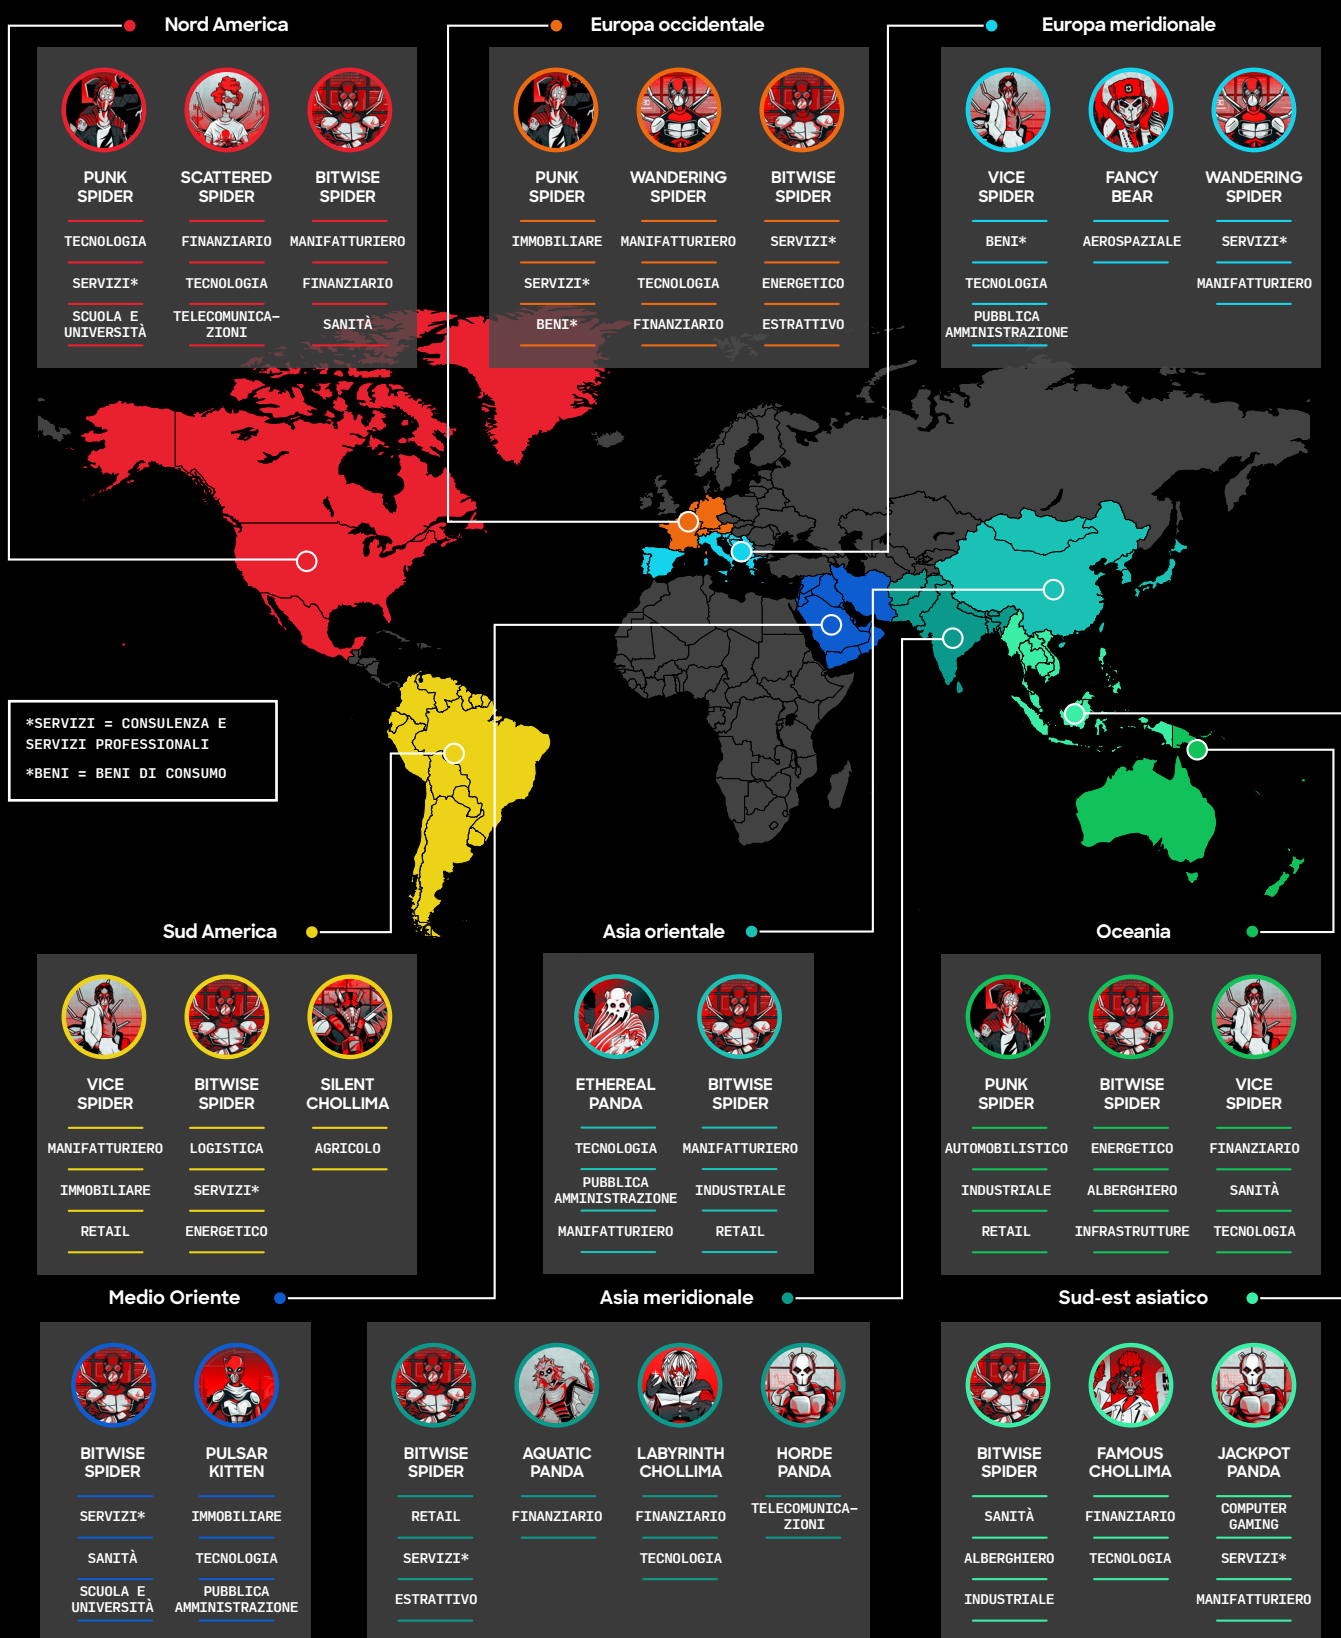 Nord America
PUNK
SPIDER
TECNOLOGIA
SERVIZI*
SCUOLA E
UNIVERSITÀ
SCATTERED
SPIDER
FINANZIARIO
TECNOLOGIA
TELECOMUNICA–
ZIONI
BITWISE
SPIDER
MANIFATTURIERO
FINANZIARIO
SANITÀ
Europa occidentale
PUNK
SPIDER
IMMOBILIARE
SERVIZI*
BENI*
WANDERING
SPIDER
MANIFATTURIERO
TECNOLOGIA
FINANZIARIO
BITWISE
SPIDER
SERVIZI*
ENERGETICO
ESTRATTIVO
Europa meridionale
VICE
SPIDER
BENI*
TECNOLOGIA
PUBBLICA
AMMINISTRAZIONE
FANCY
BEAR
AEROSPAZIALE
WANDERING
SPIDER
SERVIZI*
MANIFATTURIERO
*SERVIZI = CONSULENZA E
SERVIZI PROFESSIONALI
*BENI = BENI DI CONSUMO
Sud America
VICE
SPIDER
MANIFATTURIERO
IMMOBILIARE
RETAIL
BITWISE
SPIDER
LOGISTICA
SERVIZI*
ENERGETICO
SILENT
CHOLLIMA
AGRICOLO
Asia orientale
ETHEREAL
PANDA
TECNOLOGIA
PUBBLICA
AMMINISTRAZIONE
MANIFATTURIERO
BITWISE
SPIDER
MANIFATTURIERO
INDUSTRIALE
RETAIL
Oceania
PUNK
SPIDER
AUTOMOBILISTICO
INDUSTRIALE
RETAIL
BITWISE
SPIDER
ENERGETICO
ALBERGHIERO
INFRASTRUTTURE
VICE
SPIDER
FINANZIARIO
SANITÀ
TECNOLOGIA
Medio Oriente
BITWISE
SPIDER
SERVIZI*
SANITÀ
SCUOLA E
UNIVERSITÀ
PULSAR
KITTEN
IMMOBILIARE
TECNOLOGIA
PUBBLICA
AMMINISTRAZIONE
Asia meridionale
BITWISE
SPIDER
RETAIL
SERVIZI*
ESTRATTIVO
AQUATIC
PANDA
FINANZIARIO
LABYRINTH
CHOLLIMA
FINANZIARIO
TECNOLOGIA
HORDE
PANDA
TELECOMUNICA–
ZIONI
Sud-est asiatico
BITWISE
SPIDER
SANITÀ
ALBERGHIERO
INDUSTRIALE
FAMOUS
CHOLLIMA
FINANZIARIO
TECNOLOGIA
JACKPOT
PANDA
COMPUTER
GAMING
SERVIZI*
MANIFATTURIERO